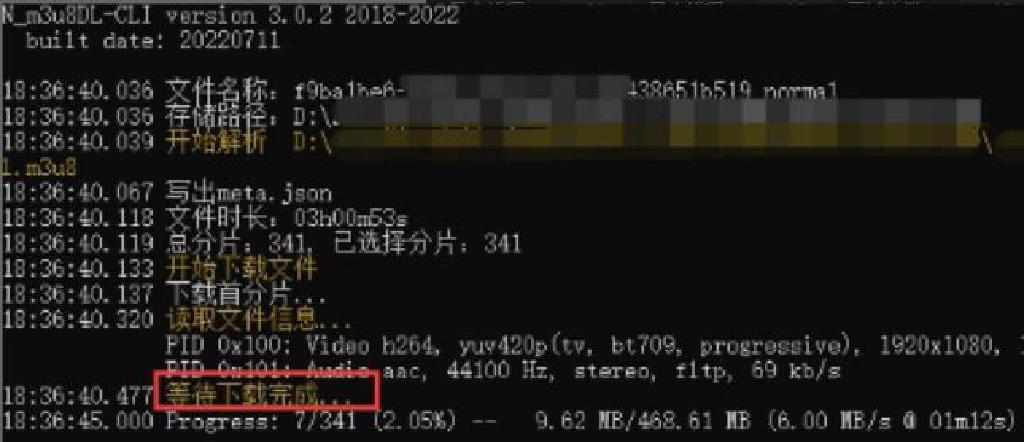 N_m3u8DL-CLI version 3.0.2 2018-2022
built date: 20220711
18:36:40.036 文件名称：f9ba1be6- 438651b519_normal
18:36:40.036 存储路径：D:\
18:36:40.039 开始解析 D:\ \
1.m3u8
18:36:40.067 写出meta.json
18:36:40.118 文件时长：03h00m53s
18:36:40.119 总分片：341, 已选择分片：341
18:36:40.133 开始下载文件
18:36:40.137 下载首分片...
18:36:40.320 读取文件信息...
PID 0x100: Video h264, yuv420p(tv, bt709, progressive), 1920x1080,
PID 0x101: Audio aac, 44100 Hz, stereo, fltp, 69 kb/s
18:36:40.477 等待下载完成...
18:36:45.000 Progress: 7/341 (2.05%) -- 9.62 MB/468.61 MB (6.00 MB/s @ 01m12s)